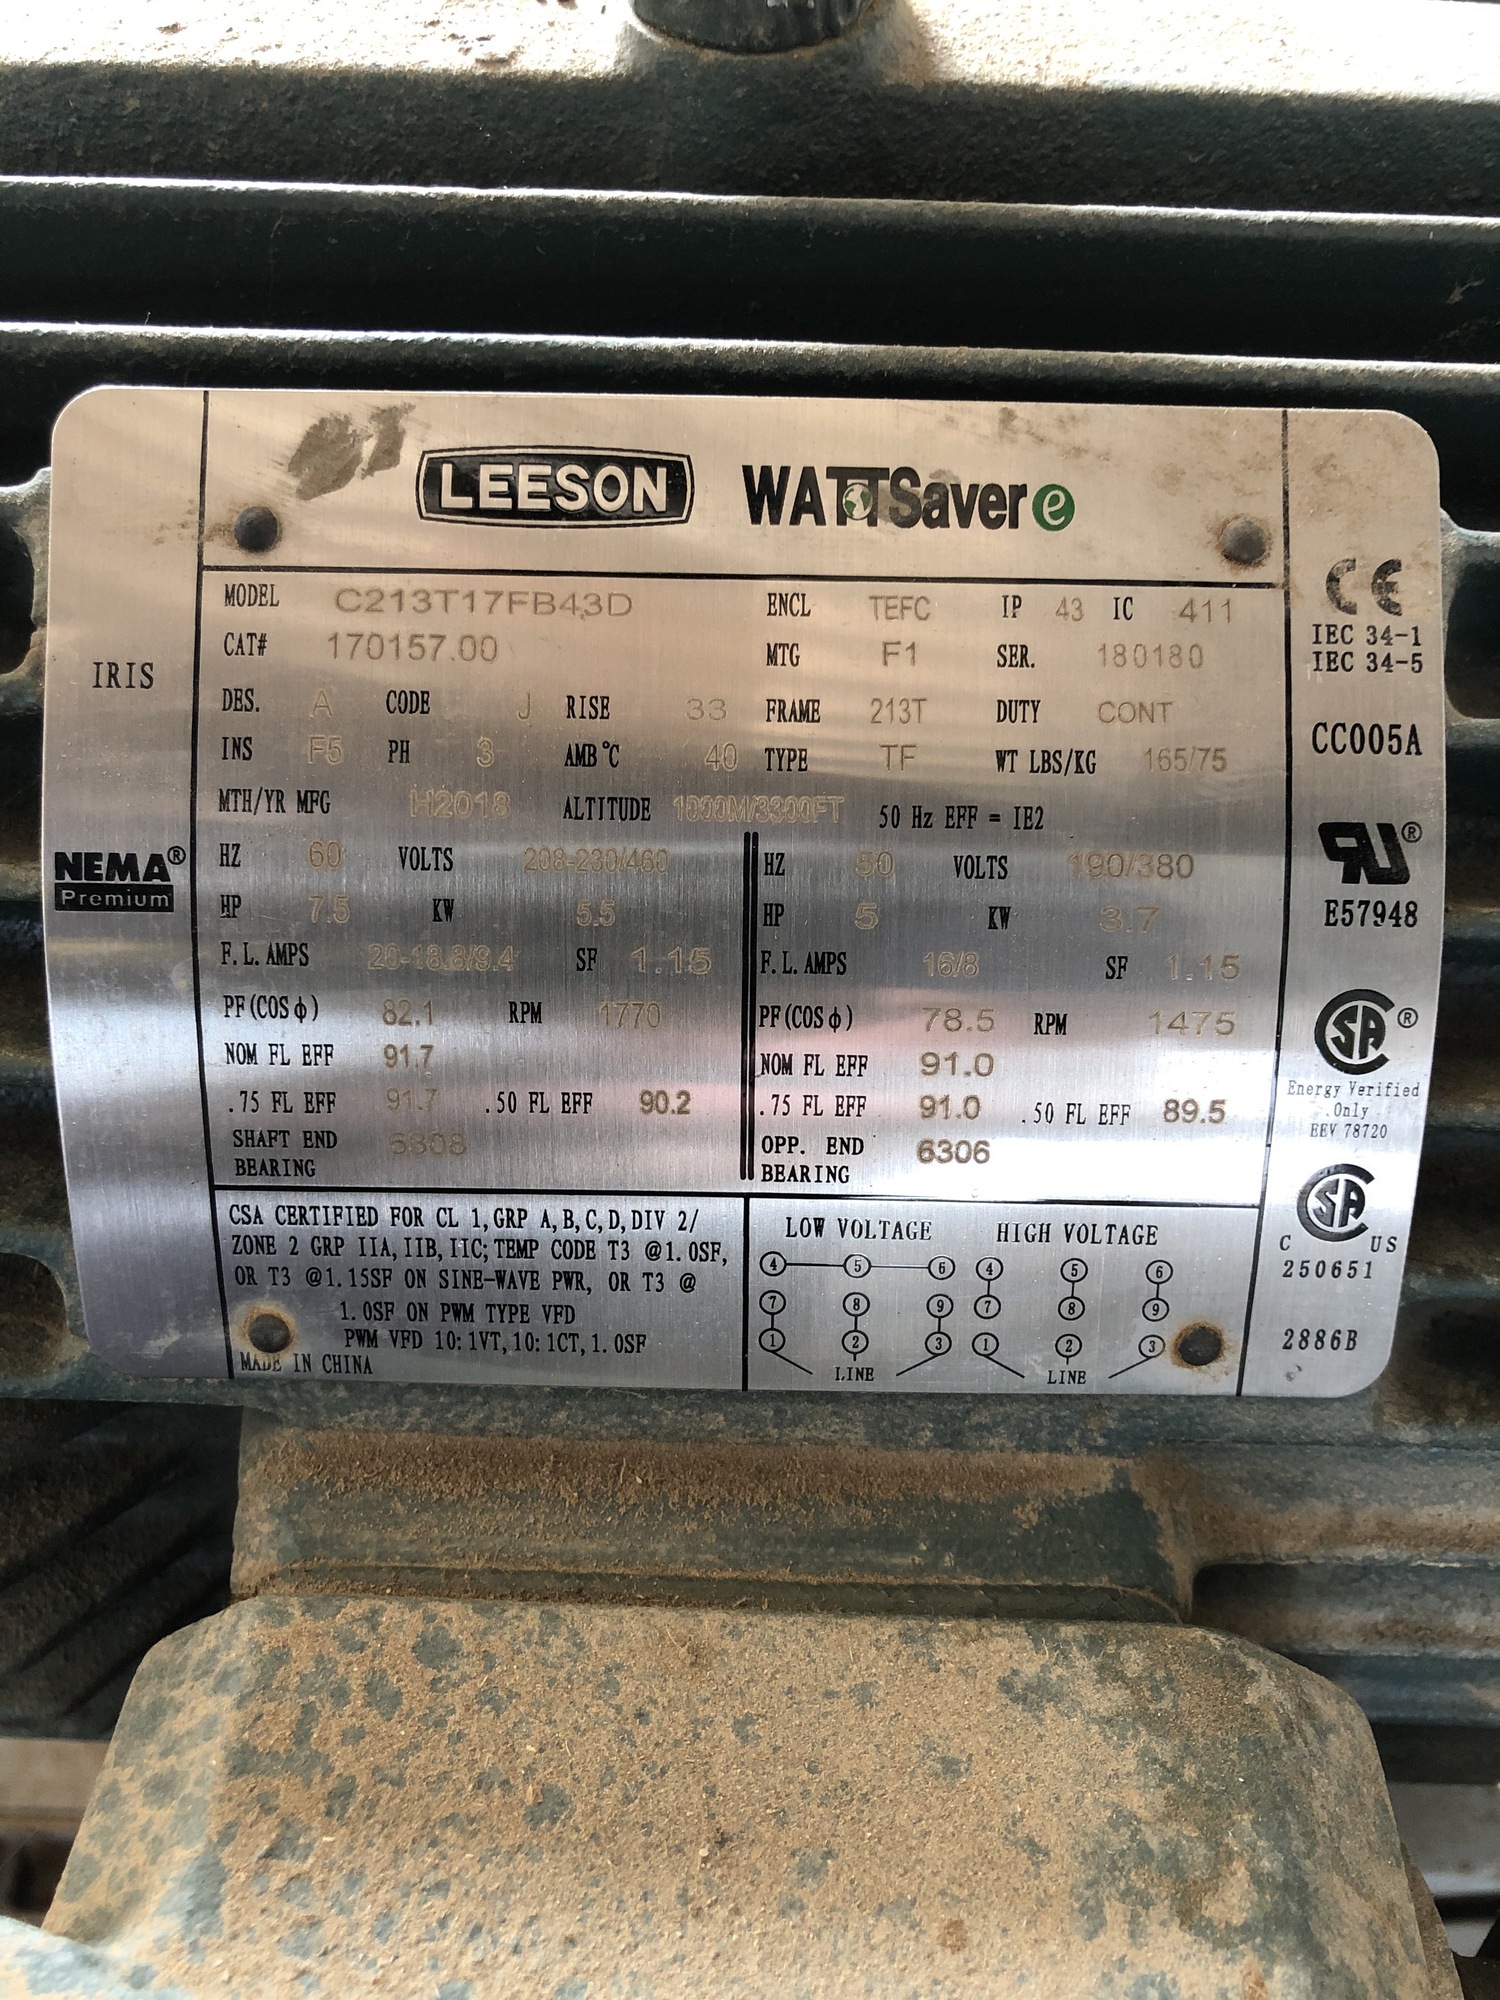 LEESON WATTSaver e
MODEL C213T17FB43D ENCL TEFC IP 43 IC 411
CAT# 170157.00 MTG F1 SER. 180180
DES. A CODE J RISE 33 FRAME 213T DUTY CONT
INS F5 PH 3 AMB°C 40 TYPE TF WT LBS/KG 165/75
MTH/YR MFG H2018 ALTITUDE 1000M/3300FT 50 Hz EFF = IE2
HZ 60 VOLTS 208-230/460 HZ 50 VOLTS 190/380
HP 7.5 KW 5.5 HP 5 KW 3.7
F.L. AMPS 20-18.8/9.4 SF 1.15 F.L. AMPS 16/8 SF 1.15
PF(COSϕ) 82.1 RPM 1770 PF(COSϕ) 78.5 RPM 1475
NOM FL EFF 91.7 NOM FL EFF 91.0
.75 FL EFF 91.7 .50 FL EFF 90.2 .75 FL EFF 91.0 .50 FL EFF 89.5
SHAFT END BEARING 6308 OPP. END BEARING 6306
CSA CERTIFIED FOR CL 1, GRP A, B, C, D, DIV 2/
ZONE 2 GRP IIA, IIB, IIC; TEMP CODE T3 @1.0SF,
OR T3 @1.15SF ON SINE-WAVE PWR, OR T3 @
1.0SF ON PWM TYPE VFD
PWM VFD 10:1VT, 10:1CT, 1.0SF
MADE IN CHINA
LOW VOLTAGE HIGH VOLTAGE
4 5 6 4 5 6
7 8 9 7 8 9
1 2 3 1 2 3
LINE LINE
IRIS
NEMA®
Premium
CE
IEC 34-1
IEC 34-5
CC005A
RU®
E57948
SA®
Energy Verified
Only
EEV 78720
SA
C US
250651
2886B